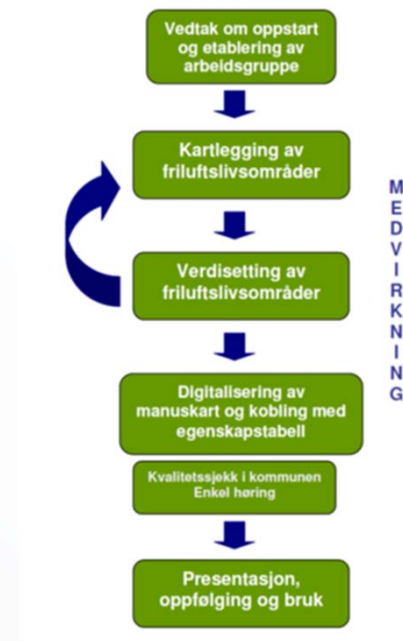 Vedtak om oppstart
og etablering av
arbeidsgruppe
Kartlegging av
friluftslivsområder
Verdisetting av
friluftslivsområder
Digitalisering av
manuskart og kobling med
egenskapstabell
Kvalitetssjekk i kommunen
Enkel høring
Presentasjon,
oppfølging og bruk
MEDVIRKNING